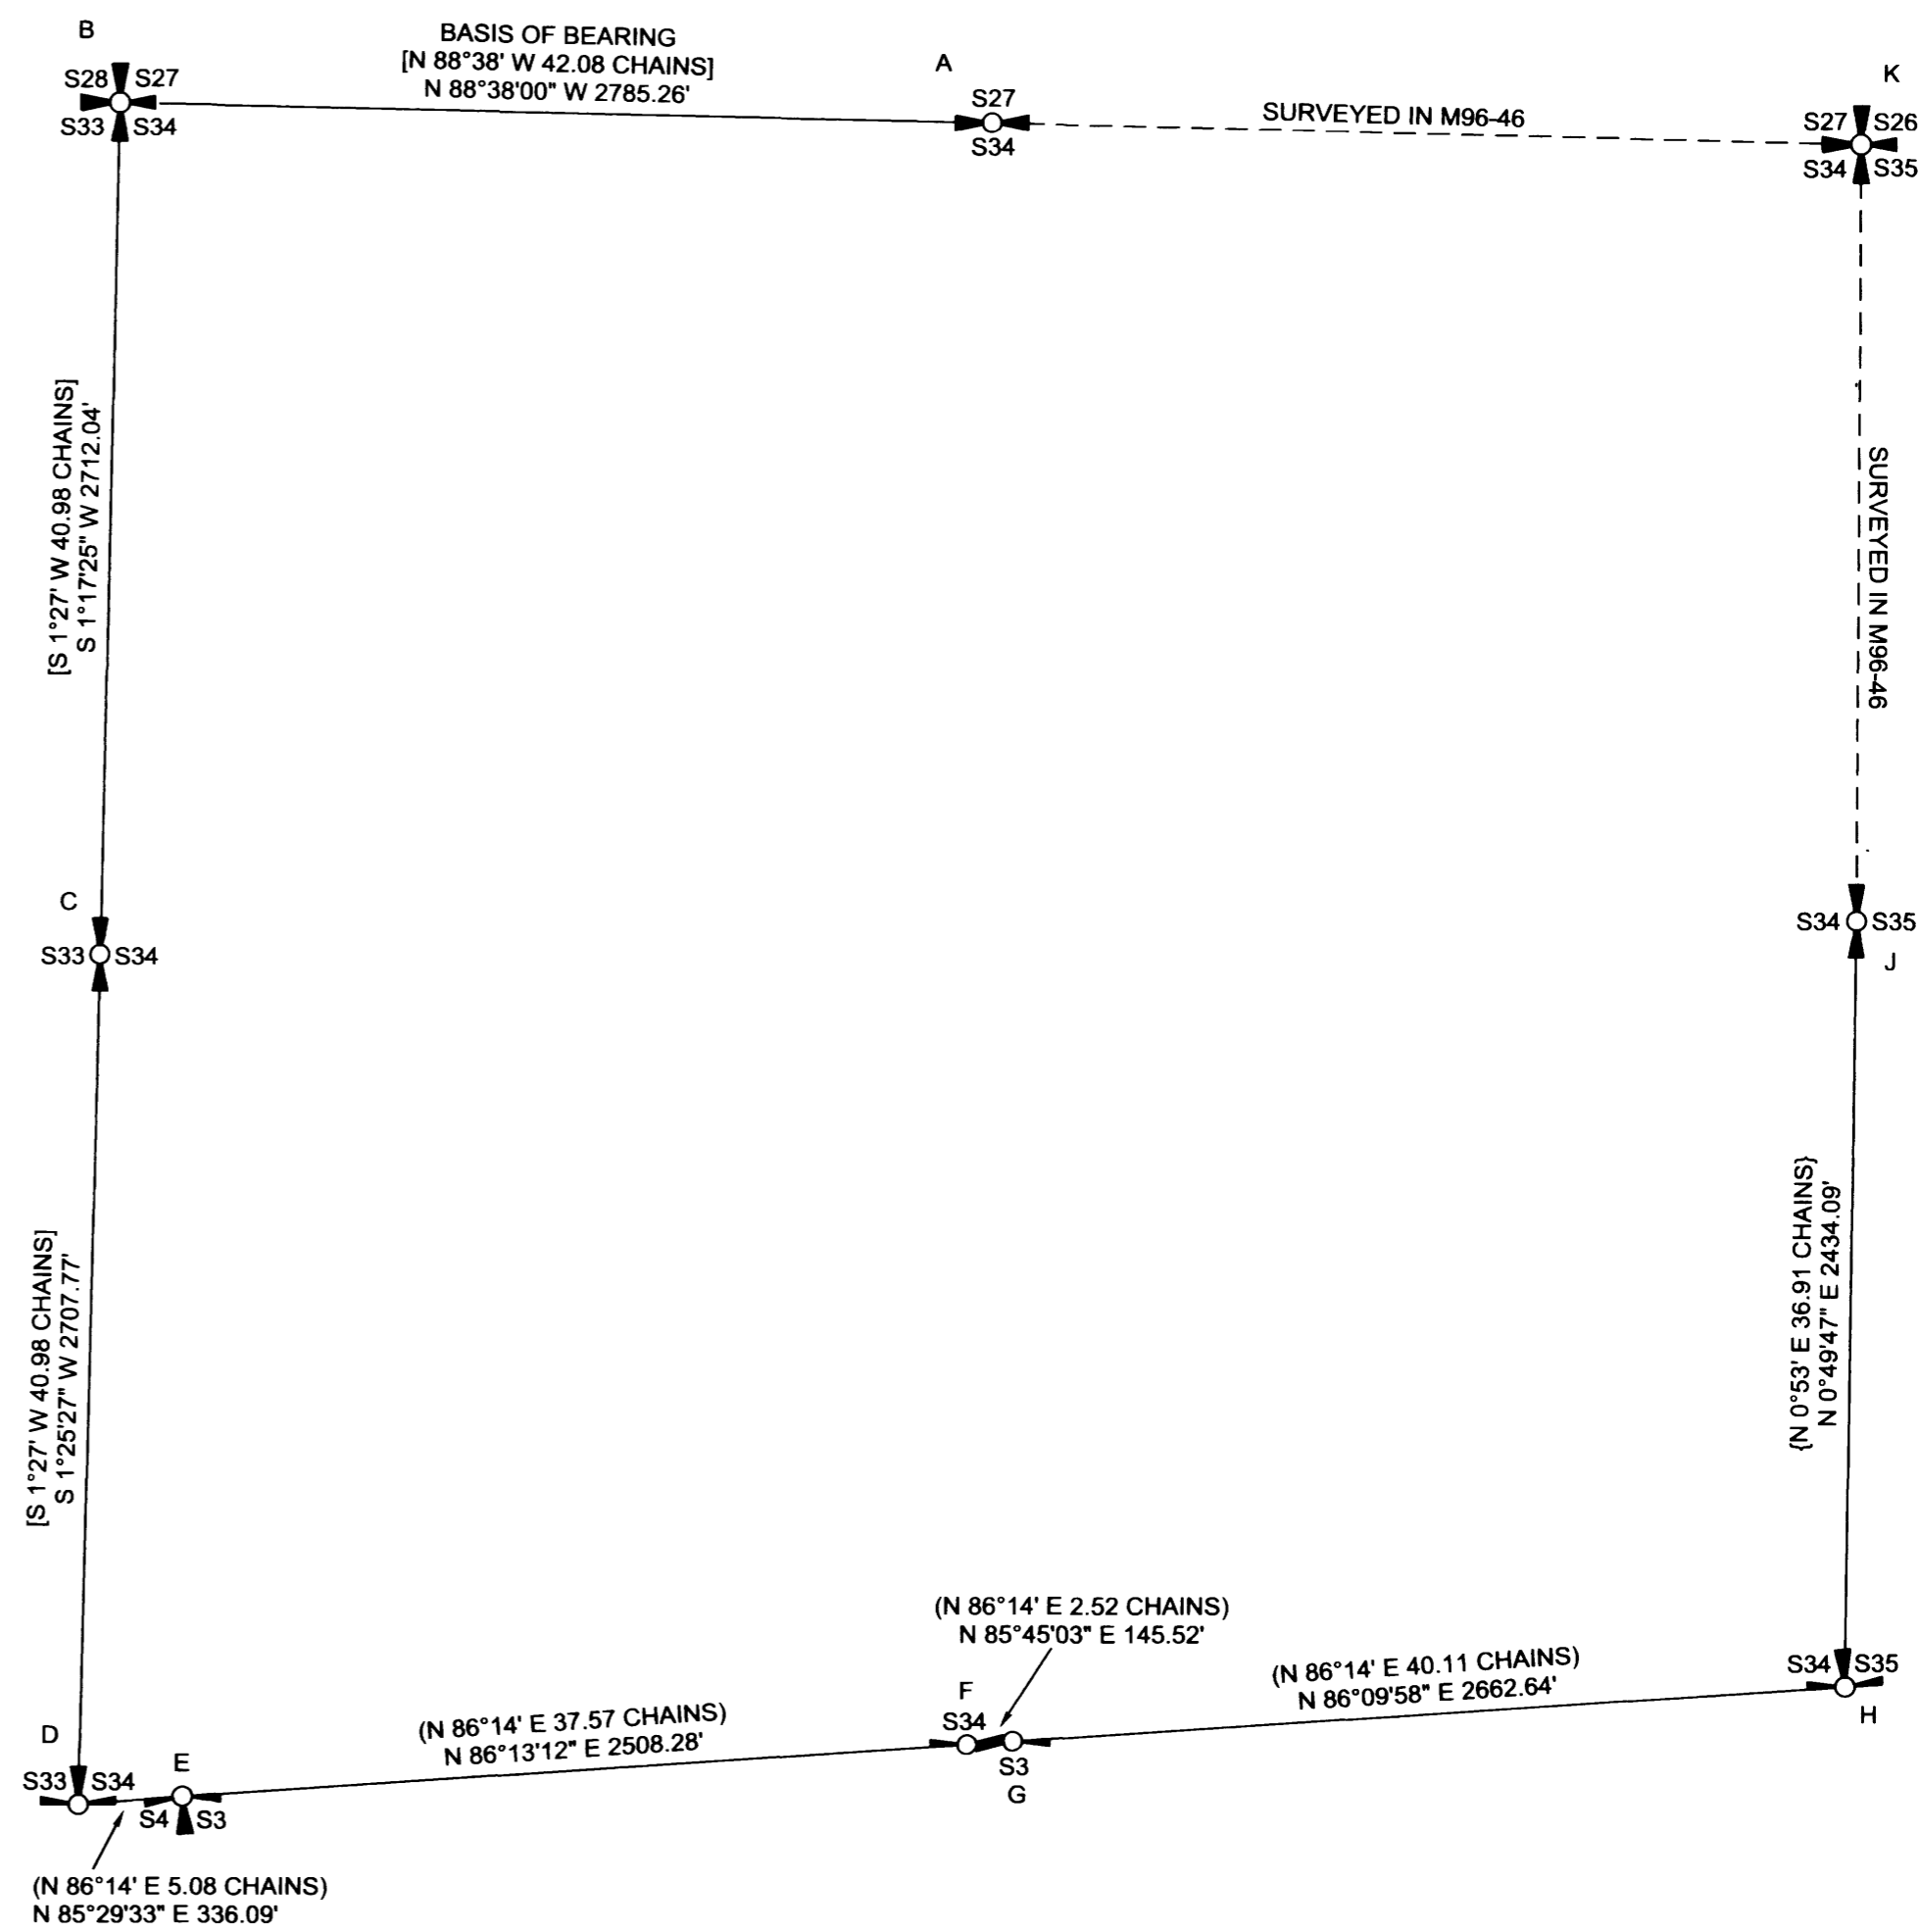 B
BASIS OF BEARING
[N 88°38' W 42.08 CHAINS]
N 88°38'00" W 2785.26'
A
K
S28 S27
S33 S34
S27
S34
SURVEYED IN M96-46
S27 S26
S34 S35
[S 1°27' W 40.98 CHAINS]
S 1°17'25" W 2712.04'
SURVEYED IN M96-46
C
S33 S34
S34 S35
J
[S 1°27' W 40.98 CHAINS]
S 1°25'27" W 2707.77'
{N 0°53' E 36.91 CHAINS}
N 0°49'47" E 2434.09'
(N 86°14' E 2.52 CHAINS)
N 85°45'03" E 145.52'
(N 86°14' E 40.11 CHAINS)
N 86°09'58" E 2662.64'
S34 S35
H
F
S34
S3
G
(N 86°14' E 37.57 CHAINS)
N 86°13'12" E 2508.28'
D
S33 S34
E
S4 S3
(N 86°14' E 5.08 CHAINS)
N 85°29'33" E 336.09'